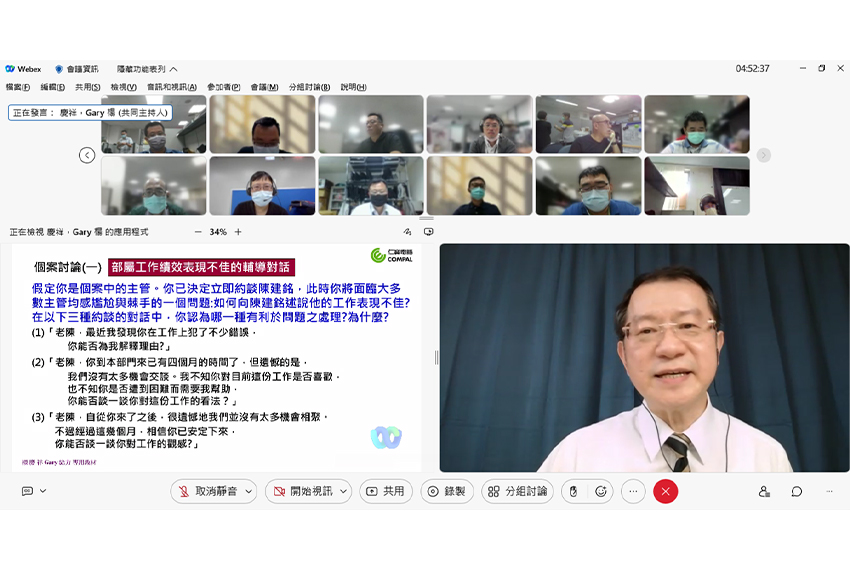 Webex 會議資訊 隱藏功能表列 04:52:37
檔案(F) 編輯(E) 共用(S) 檢視(V) 音訊和視訊(A) 參加者(P) 會議(M) 分組討論(B) 說明(H)
正在發言： 慶祥，Gary 楊 (共同主持人)
正在檢視 慶祥，Gary 楊 的應用程式 34%
仁寶電腦
COMPAL
個案討論(一) 部屬工作績效表現不佳的輔導對話
假定你是個案中的主管。你已決定立即約談陳建銘，此時你將面臨大多
數主管均感尷尬與棘手的一個問題:如何向陳建銘述說他的工作表現不佳?
在以下三種約談的對話中，你認為哪一種有利於問題之處理?為什麼?
(1)「老陳，最近我發現你在工作上犯了不少錯誤，
你能否為我解釋理由?」
(2)「老陳，你到本部門來已有四個月的時間了，但遺憾的是，
我們沒有太多機會交談。我不知你對目前這份工作是否喜歡，
也不知你是否遭到困難而需要我幫助，
你能否談一談你對這份工作的看法？」
(3)「老陳，自從你來了之後，很遺憾地我們並沒有太多機會相聚，
不過經過這幾個月，相信你已安定下來，
你能否談一談你對工作的觀感?」
取消靜音 開始視訊 共用 錄製 分組討論